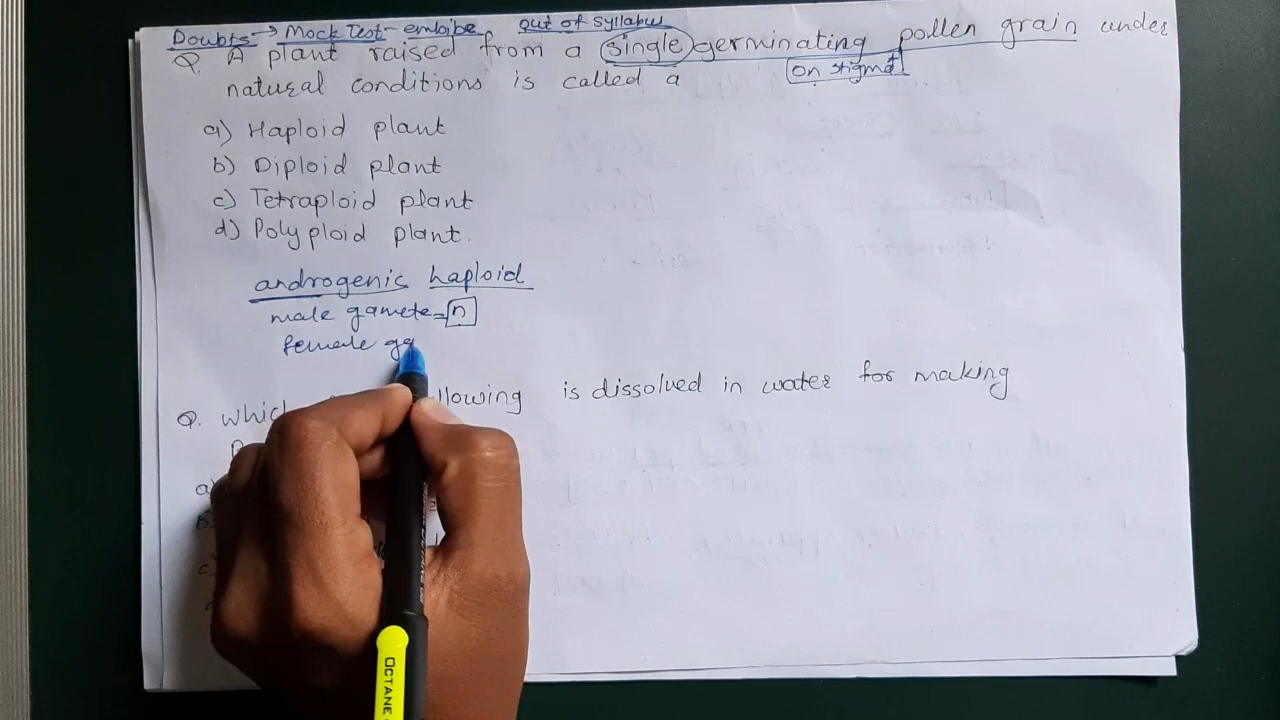 Doubts → Mock Test - embibe out of syllabus
Q. A plant raised from a single germinating pollen grain under
on stigma
natural conditions is called a
a) Haploid plant
b) Diploid plant
c) Tetraploid plant
d) Polyploid plant.
androgenic haploid
male gamete = n
female ga
Q. which llowing is dissolved in water for making
a)
B)
c)
OCTANE